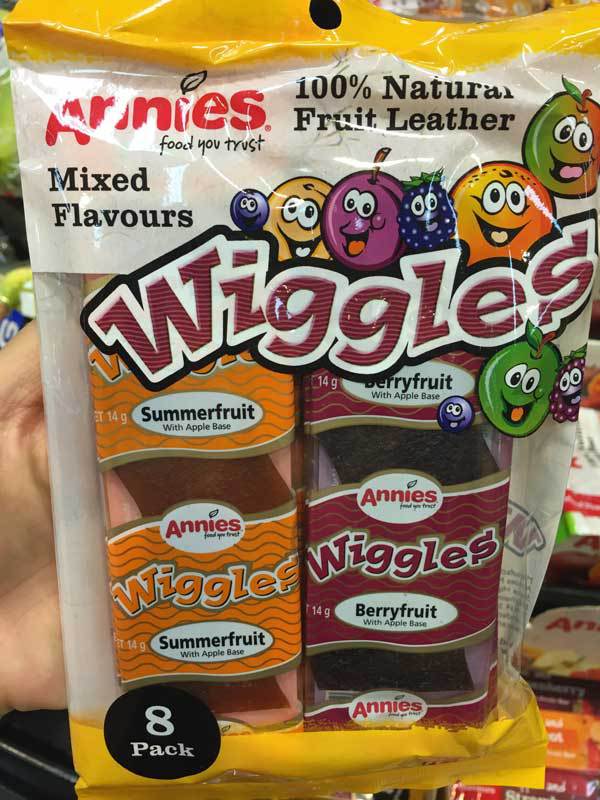 Annies
food you trust
100% Natural
Fruit Leather
Mixed
Flavours
Wiggles
ET 14 g
Summerfruit
With Apple Base
Annies
food you trust
Wiggles
ET 14 g
Summerfruit
With Apple Base
14 g
Berryfruit
With Apple Base
Annies
food you trust
Wiggles
14 g
Berryfruit
With Apple Base
Annies
food you trust
8
Pack